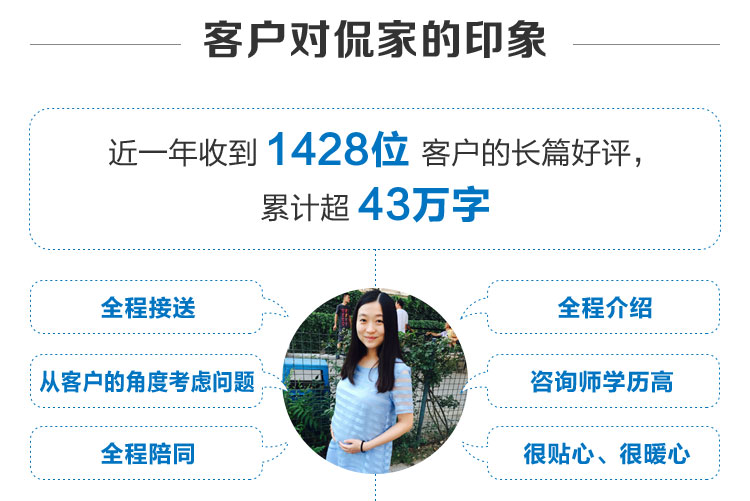 客户对侃家的印象
近一年收到 1428位 客户的长篇好评，
累计超 43万字
全程接送
全程介绍
从客户的角度考虑问题
咨询师学历高
全程陪同
很贴心、很暖心